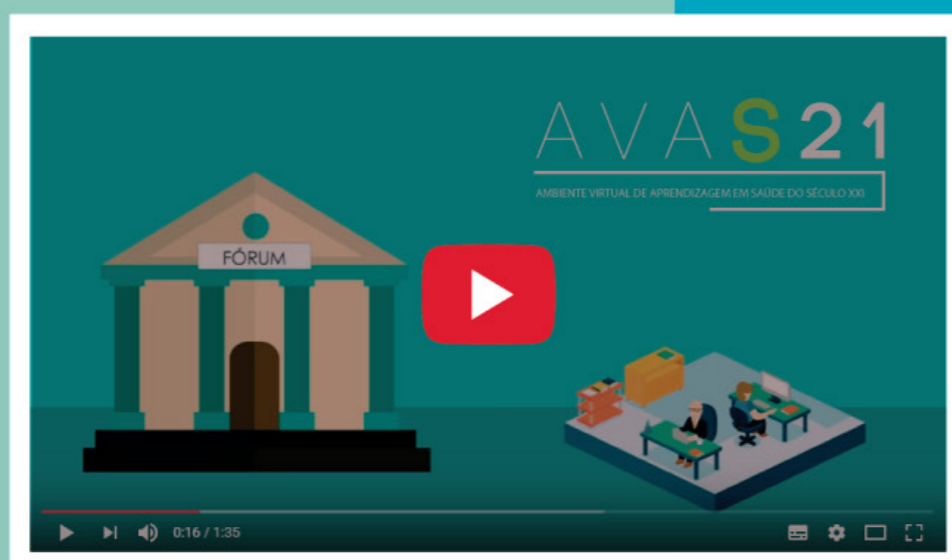 AVAS21
AMBIENTE VIRTUAL DE APRENDIZAGEM EM SAÚDE DO SÉCULO XXI
FÓRUM
0:16 / 1:35